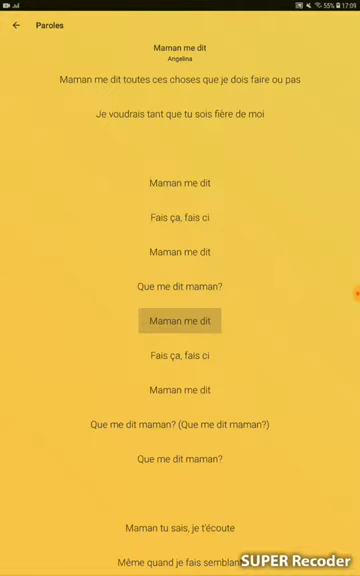 55% 17:09
Paroles
Maman me dit
Angelina
Maman me dit toutes ces choses que je dois faire ou pas
Je voudrais tant que tu sois fière de moi
Maman me dit
Fais ça, fais ci
Maman me dit
Que me dit maman?
Maman me dit
Fais ça, fais ci
Maman me dit
Que me dit maman? (Que me dit maman?)
Que me dit maman?
Maman tu sais, je t'écoute
Même quand je fais semblan
SUPER Recoder